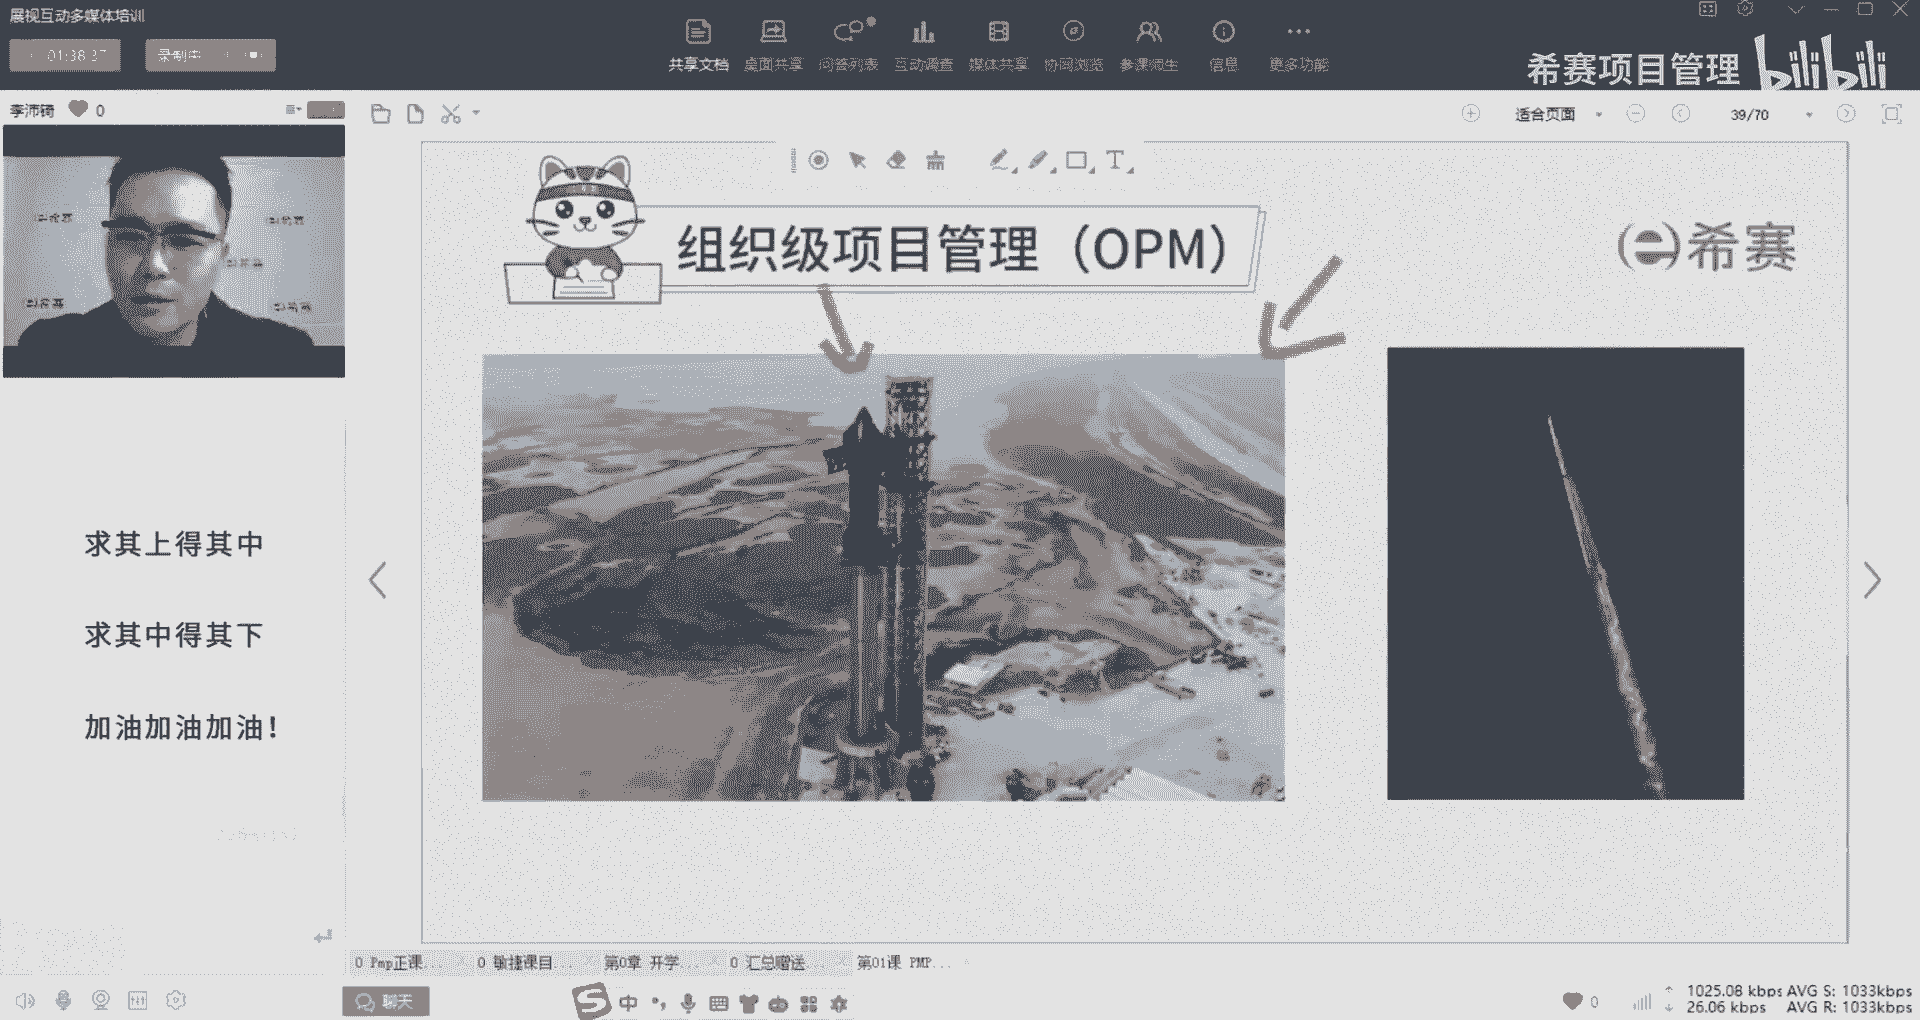 展视互动多媒体培训
01:38:37
录制中
共享文档 桌面共享 问答列表 互动调查 媒体共享 协同浏览 参课师生 信息 更多功能
希赛项目管理 bilibili
李沛锜 0
适合页面
39/70
组织级项目管理（OPM）
希赛
求其上得其中
求其中得其下
加油加油加油！
0 Pmp正课... 0 敏捷课目... 第0章 开学... 0 汇总赠送... 第01课 PMP...
聊天
中
0
1025.08 kbps AVG S: 1033kbps
26.06 kbps AVG R: 1033kbps